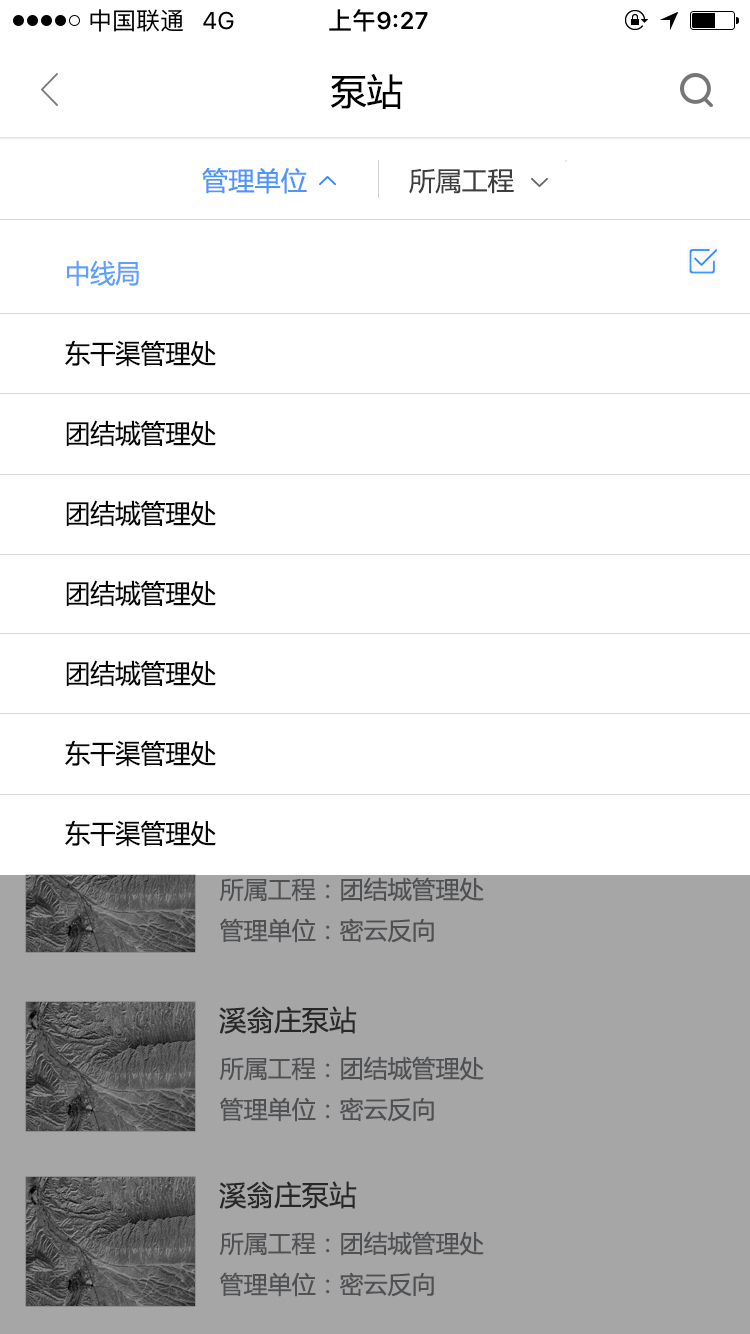 中国联通 4G 上午9:27
泵站
管理单位 所属工程
中线局
东干渠管理处
团结城管理处
团结城管理处
团结城管理处
团结城管理处
东干渠管理处
东干渠管理处
所属工程：团结城管理处
管理单位：密云反向
溪翁庄泵站
所属工程：团结城管理处
管理单位：密云反向
溪翁庄泵站
所属工程：团结城管理处
管理单位：密云反向